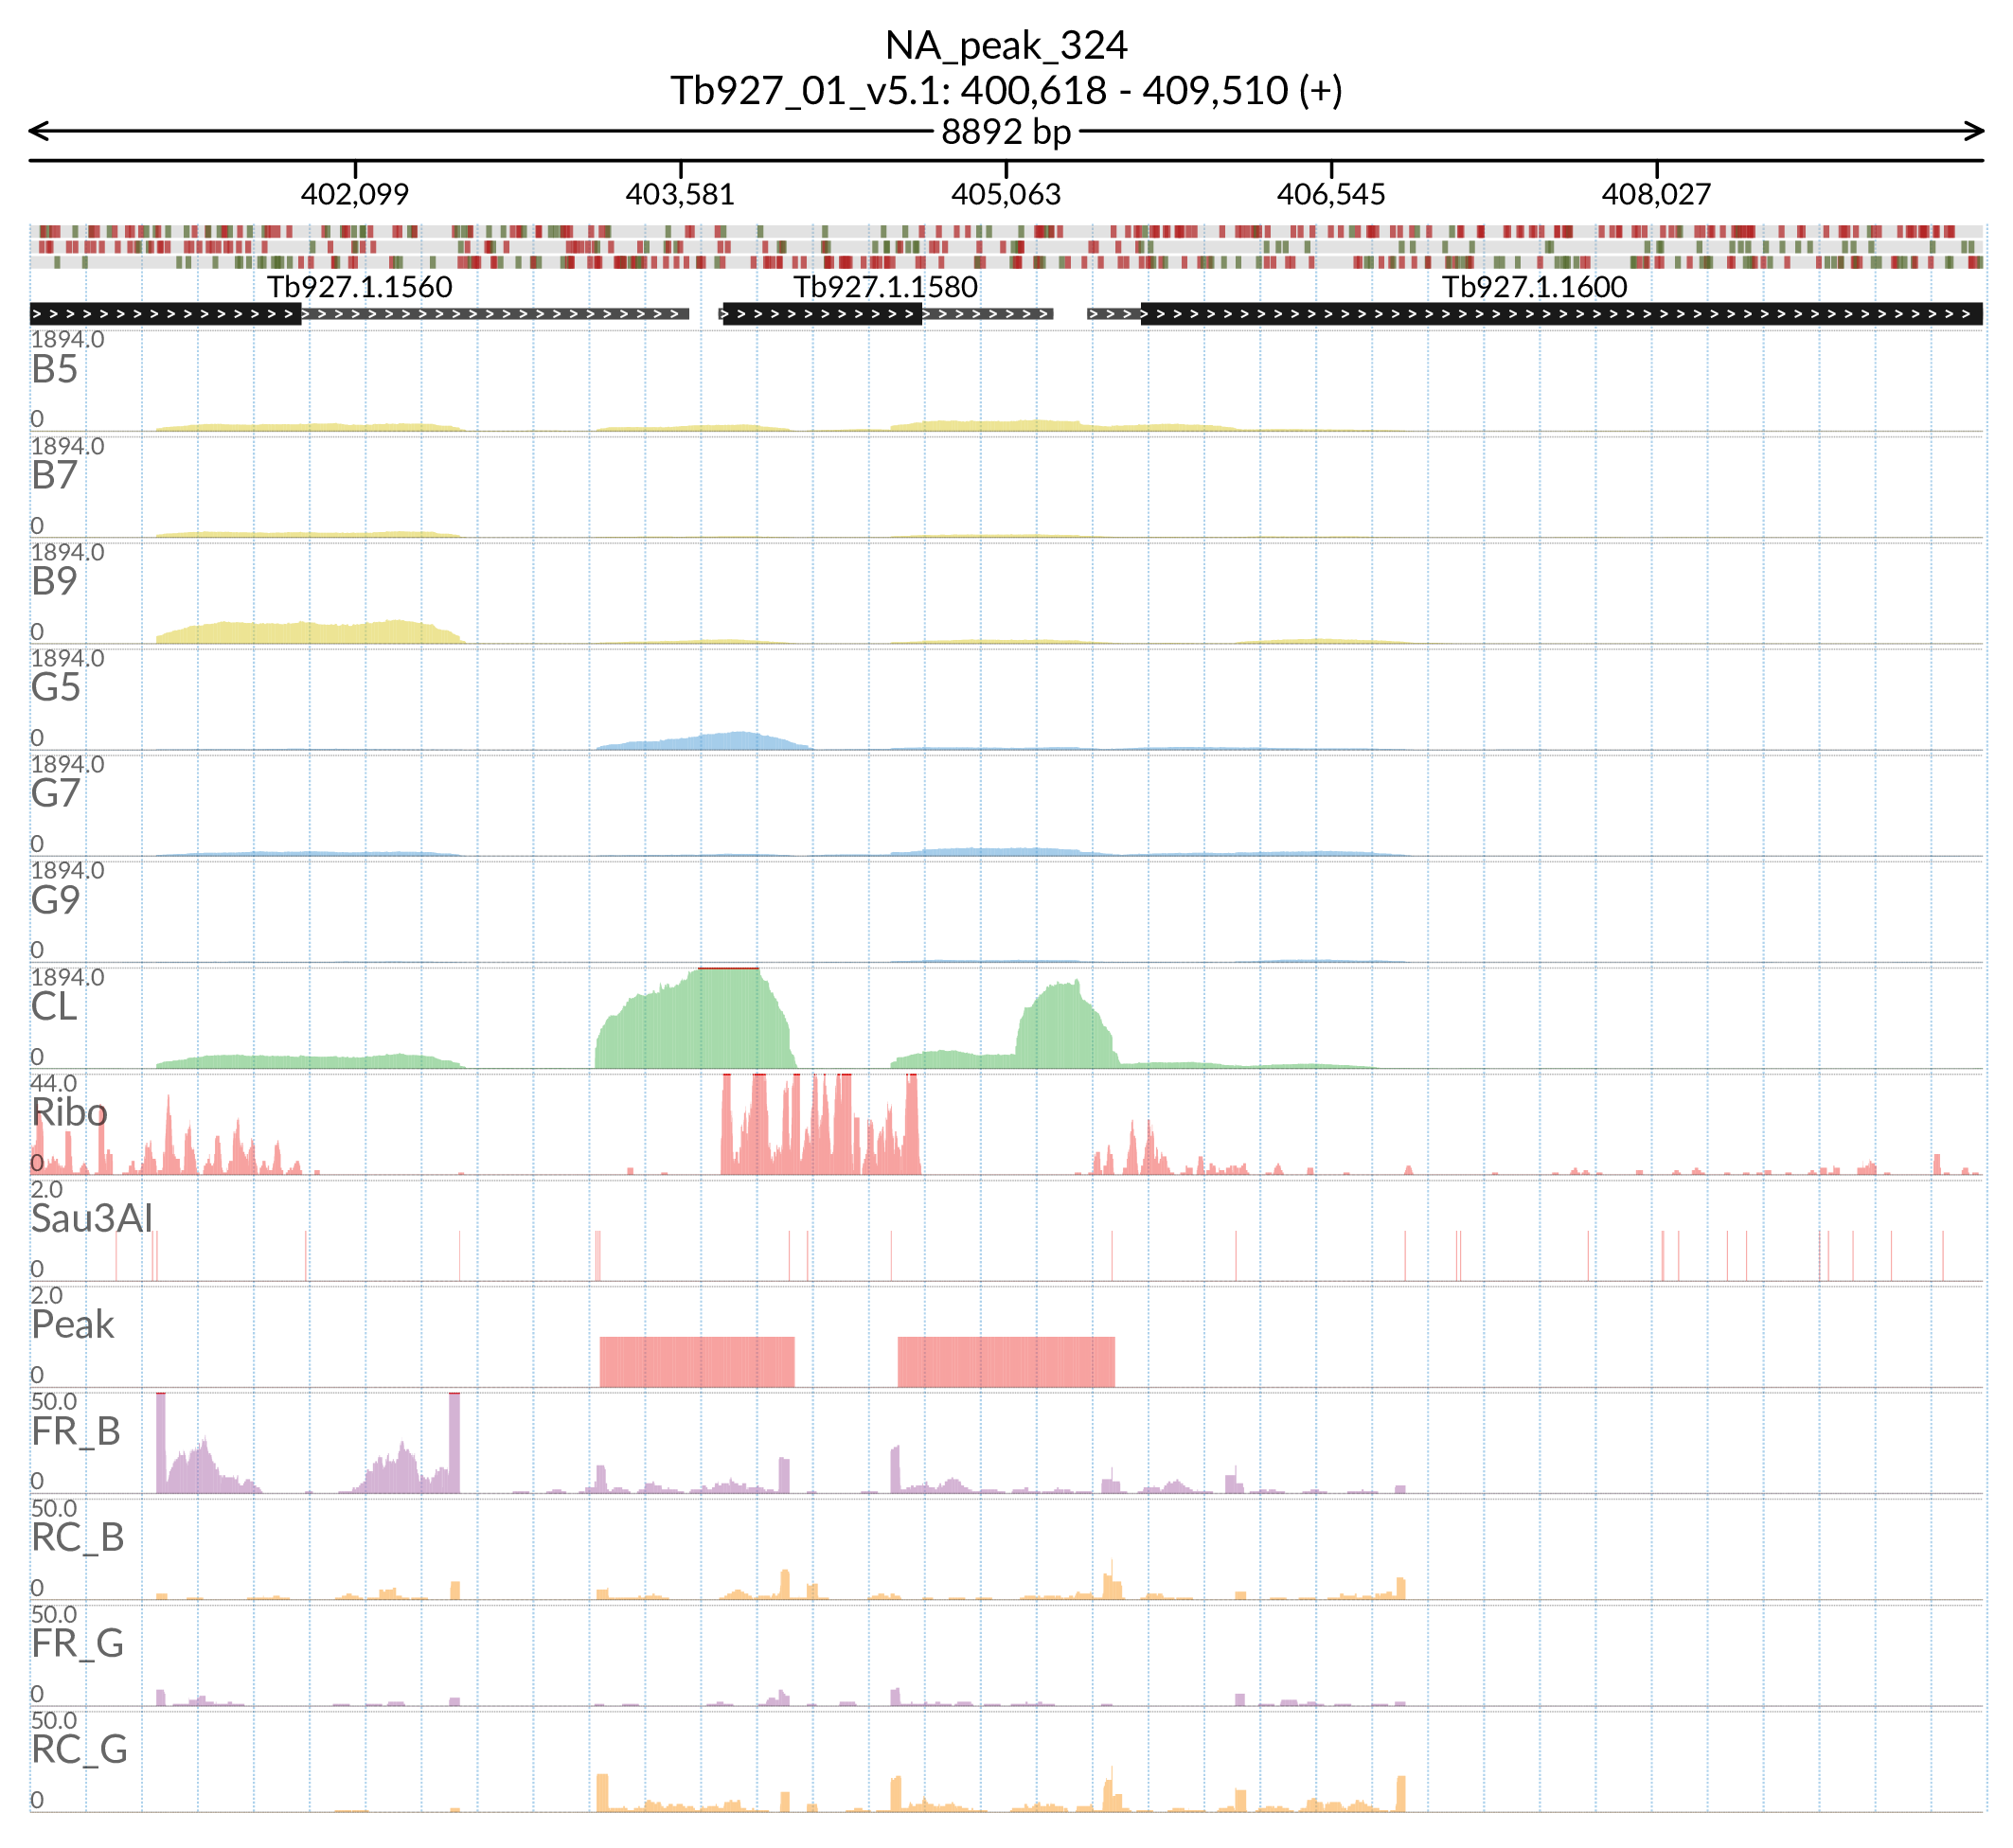 NA_peak_324
Tb927_01_v5.1: 400,618 - 409,510 (+)
8892 bp
402,099 403,581 405,063 406,545 408,027
Tb927.1.1560 Tb927.1.1580 Tb927.1.1600
1894.0
B5
0
1894.0
B7
0
1894.0
B9
0
1894.0
G5
0
1894.0
G7
0
1894.0
G9
0
1894.0
CL
0
44.0
Ribo
0
2.0
Sau3AI
0
2.0
Peak
0
50.0
FR_B
0
50.0
RC_B
0
50.0
FR_G
0
50.0
RC_G
0